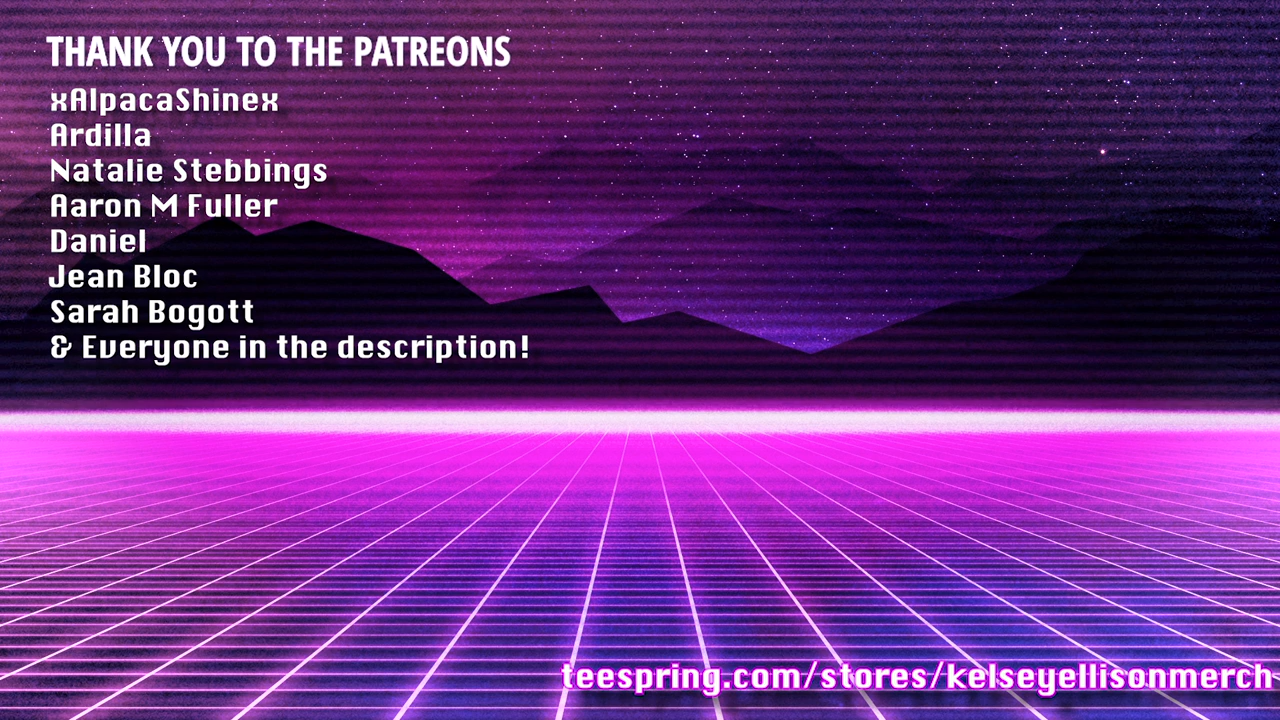 THANK YOU TO THE PATREONS
xAlpacaShinex
Ardilla
Natalie Stebbings
Aaron M Fuller
Daniel
Jean Bloc
Sarah Bogott
& Everyone in the description!
teespring.com/stores/kelseyellisonmerch